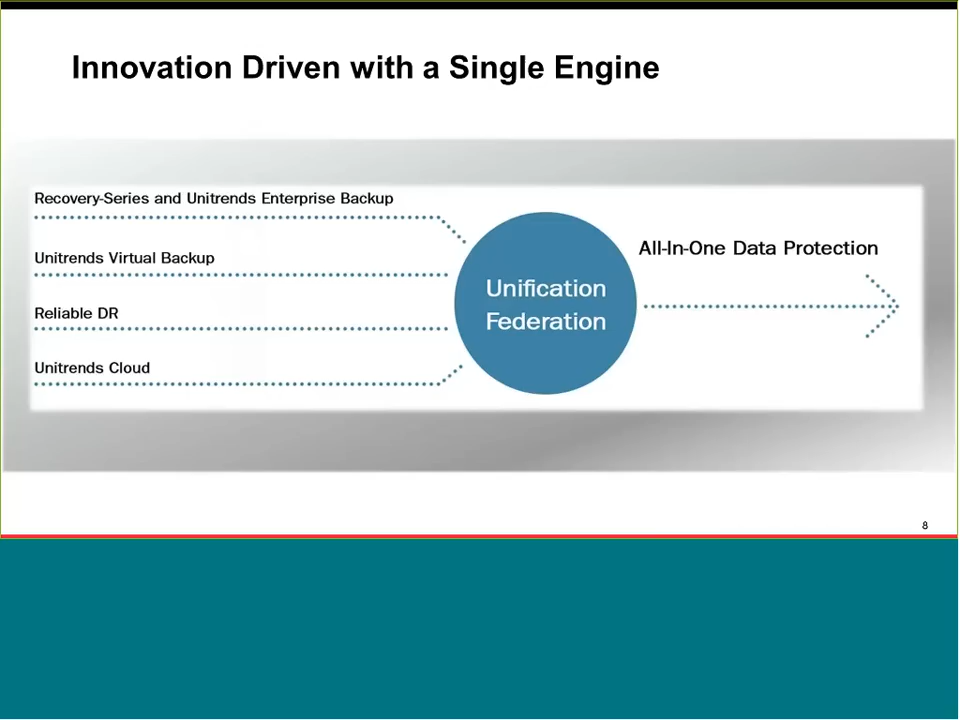 Innovation Driven with a Single Engine
Recovery-Series and Unitrends Enterprise Backup
Unitrends Virtual Backup
Reliable DR
Unitrends Cloud
Unification
Federation
All-In-One Data Protection
8